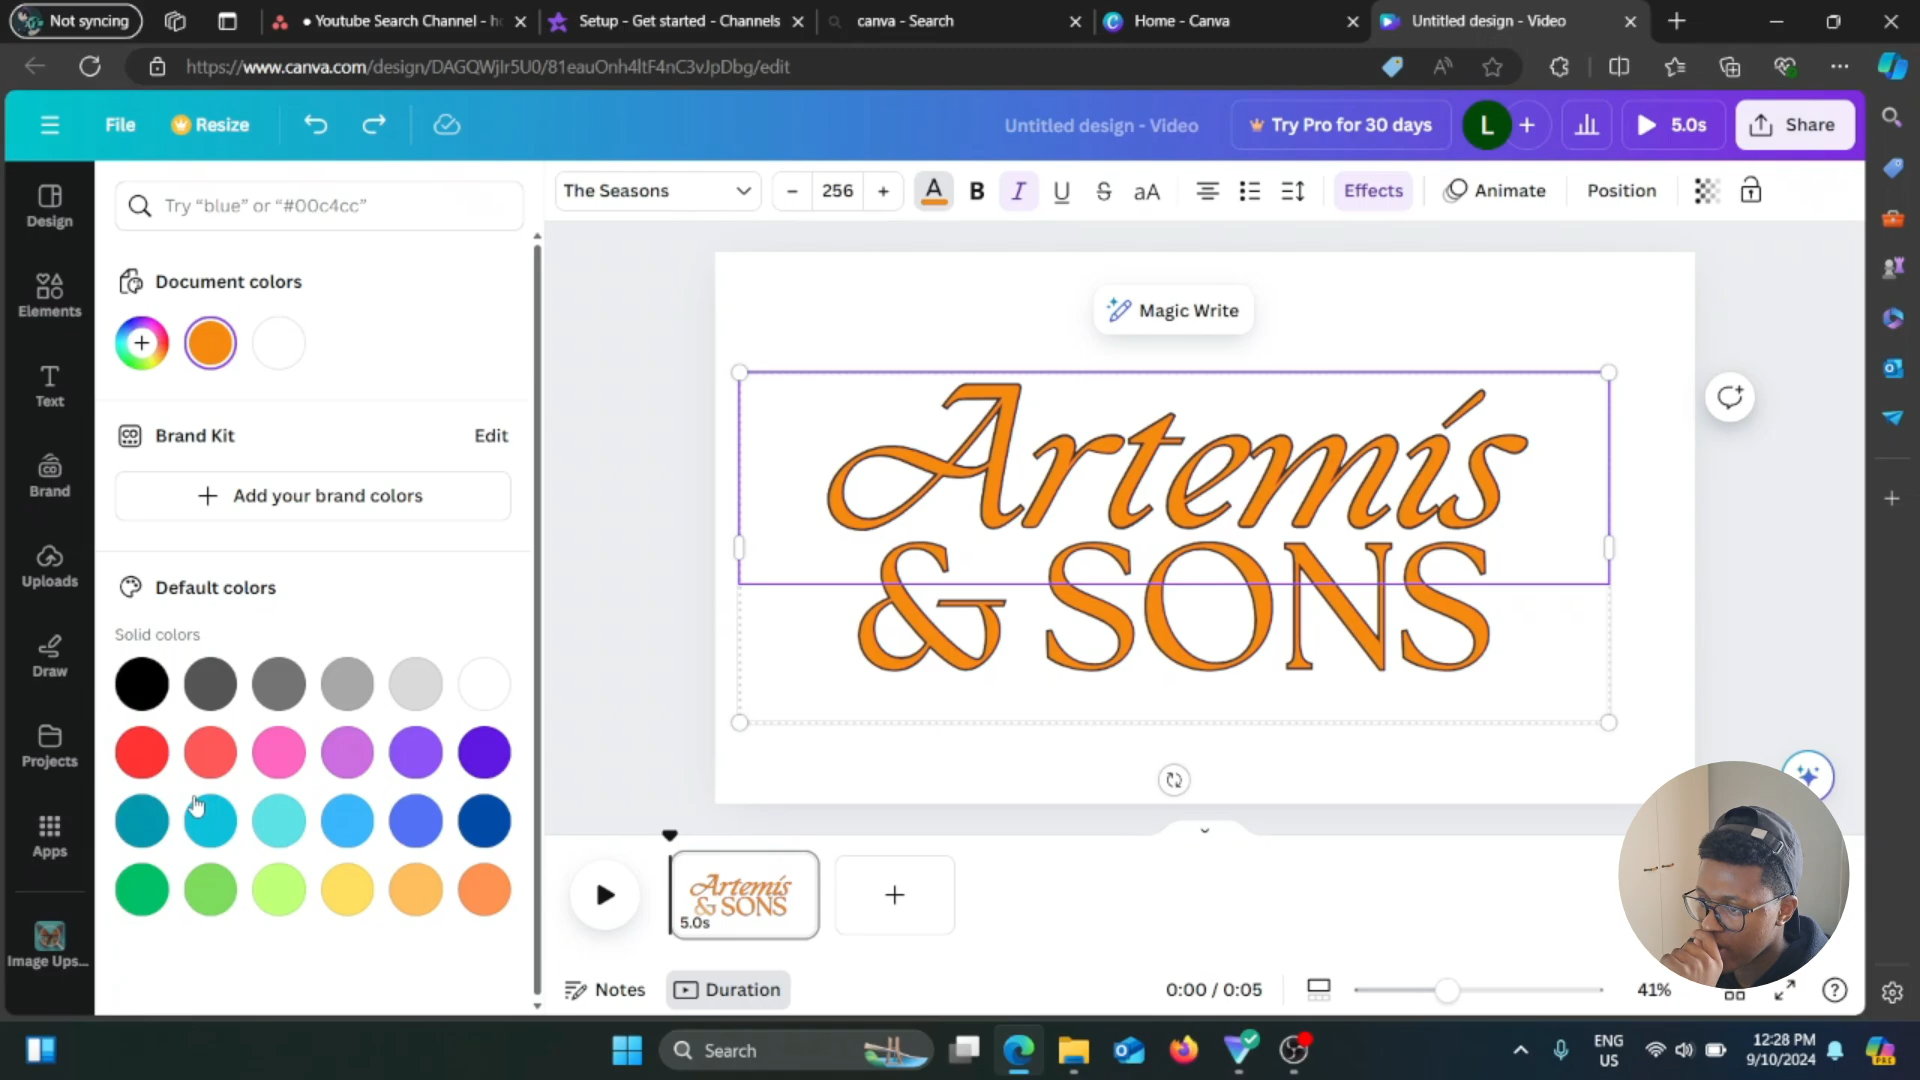 Not syncing
Youtube Search Channel - h
Setup - Get started - Channels
canva - Search
Home - Canva
Untitled design - Video
https://www.canva.com/design/DAGQWjIr5U0/81eauOnh4ltF4nC3vJpDbg/edit
File
Resize
Untitled design - Video
Try Pro for 30 days
L
5.0s
Share
Design
Elements
Text
Brand
Uploads
Draw
Projects
Apps
Image Ups...
Try “blue” or “#00c4cc”
Document colors
Brand Kit
Edit
Add your brand colors
Default colors
Solid colors
The Seasons
256
A
B
I
U
S
aA
Effects
Animate
Position
Magic Write
Artemis
& SONS
Artemis
& SONS
5.0s
Notes
Duration
0:00 / 0:05
41%
Search
ENG
US
12:28 PM
9/10/2024